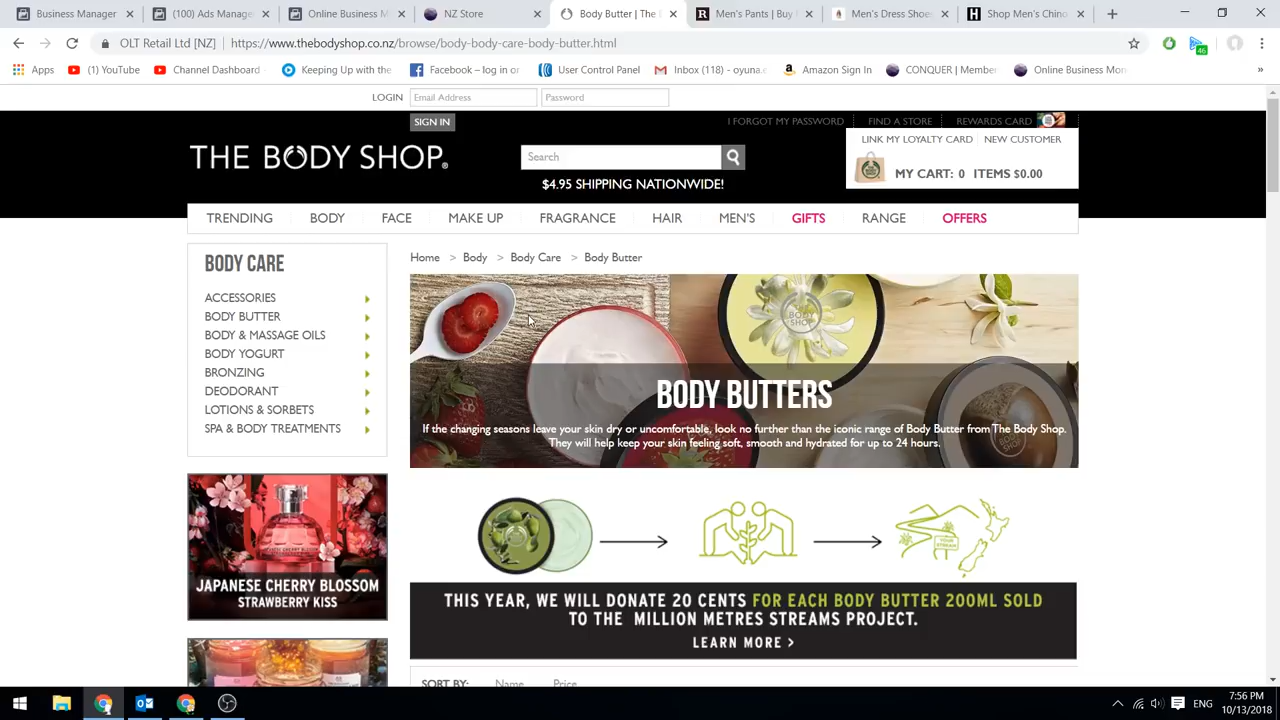 Business M
(100) Ads Manag
Online Business M
NZ Store
Body Butter | The
Men's Pants | Buy
Men's Dress Shoes
Shop Men's Chino
OLT Retail Ltd [NZ] https://www.thebodyshop.co.nz/browse/body-body-care-body-butter.html
Apps (1) YouTube Channel Dashboard Keeping Up with the Facebook – log in or User Control Panel Inbox (118) - oyuna.e Amazon Sign In CONQUER | Membe Online Business Mon »
46
LOGIN Email Address Password
SIGN IN
I FORGOT MY PASSWORD FIND A STORE REWARDS CARD
LINK MY LOYALTY CARD NEW CUSTOMER
THE BODY SHOP®
Search
MY CART: 0 ITEMS $0.00
$4.95 SHIPPING NATIONWIDE!
TRENDING BODY FACE MAKE UP FRAGRANCE HAIR MEN'S GIFTS RANGE OFFERS
BODY CARE
ACCESSORIES
BODY BUTTER
BODY & MASSAGE OILS
BODY YOGURT
BRONZING
DEODORANT
LOTIONS & SORBETS
SPA & BODY TREATMENTS
JAPANESE CHERRY BLOSSOM
STRAWBERRY KISS
Home > Body > Body Care > Body Butter
BODY SHOP
BODY BUTTERS
If the changing seasons leave your skin dry or uncomfortable, look no further than the iconic range of Body Butter from The Body Shop.
They will help keep your skin feeling soft, smooth and hydrated for up to 24 hours.
YOUR
STREAM
THIS YEAR, WE WILL DONATE 20 CENTS FOR EACH BODY BUTTER 200ML SOLD
TO THE MILLION METRES STREAMS PROJECT.
LEARN MORE >
SORT BY: Name Price
ENG
7:56 PM
10/13/2018